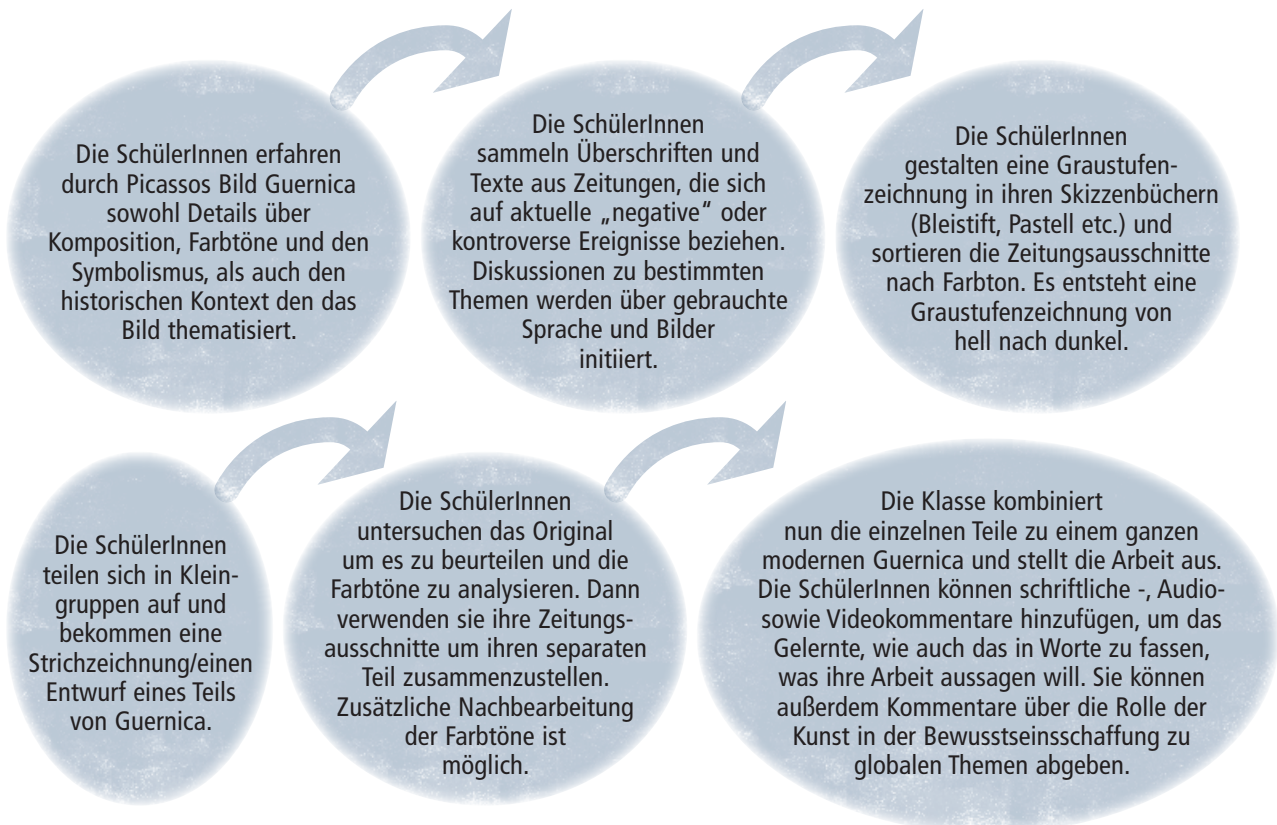 Die SchülerInnen erfahren
durch Picassos Bild Guernica
sowohl Details über
Komposition, Farbtöne und den
Symbolismus, als auch den
historischen Kontext den das
Bild thematisiert.
Die SchülerInnen
sammeln Überschriften und
Texte aus Zeitungen, die sich
auf aktuelle „negative“ oder
kontroverse Ereignisse beziehen.
Diskussionen zu bestimmten
Themen werden über gebrauchte
Sprache und Bilder
initiiert.
Die SchülerInnen
gestalten eine Graustufen-
zeichnung in ihren Skizzenbüchern
(Bleistift, Pastell etc.) und
sortieren die Zeitungsausschnitte
nach Farbton. Es entsteht eine
Graustufenzeichnung von
hell nach dunkel.
Die SchülerInnen
teilen sich in Klein-
gruppen auf und
bekommen eine
Strichzeichnung/einen
Entwurf eines Teils
von Guernica.
Die SchülerInnen
untersuchen das Original
um es zu beurteilen und die
Farbtöne zu analysieren. Dann
verwenden sie ihre Zeitungs-
ausschnitte um ihren separaten
Teil zusammenzustellen.
Zusätzliche Nachbearbeitung
der Farbtöne ist
möglich.
Die Klasse kombiniert
nun die einzelnen Teile zu einem ganzen
modernen Guernica und stellt die Arbeit aus.
Die SchülerInnen können schriftliche -, Audio-
sowie Videokommentare hinzufügen, um das
Gelernte, wie auch das in Worte zu fassen,
was ihre Arbeit aussagen will. Sie können
außerdem Kommentare über die Rolle der
Kunst in der Bewusstseinsschaffung zu
globalen Themen abgeben.